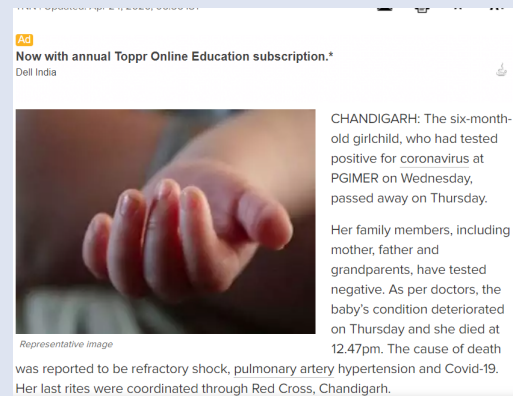 Ad
Now with annual Toppr Online Education subscription.*
Dell India
CHANDIGARH: The six-month-
old girlchild, who had tested
positive for coronavirus at
PGIMER on Wednesday,
passed away on Thursday.
Her family members, including
mother, father and
grandparents, have tested
negative. As per doctors, the
baby's condition deteriorated
on Thursday and she died at
12.47pm. The cause of death
Representative image
was reported to be refractory shock, pulmonary artery hypertension and Covid-19.
Her last rites were coordinated through Red Cross, Chandigarh.